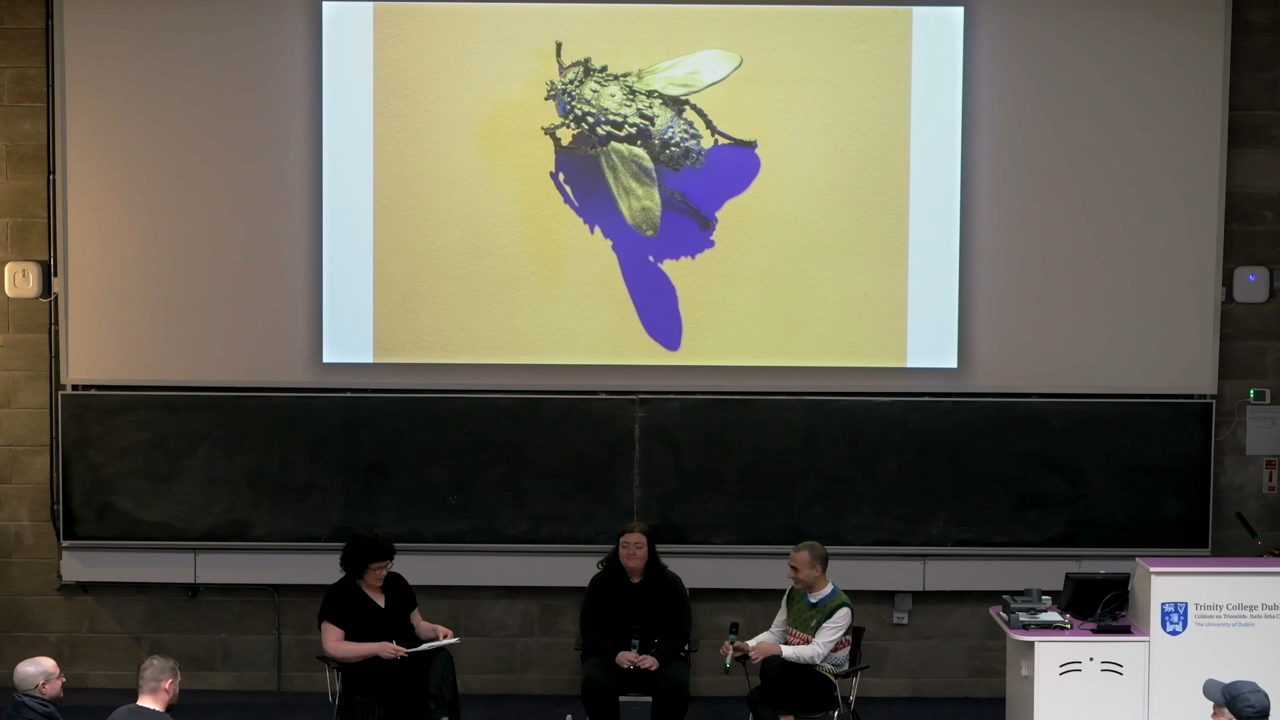 Trinity College Dub
Coláiste na Tríonóide, Baile Átha C
The University of Dublin